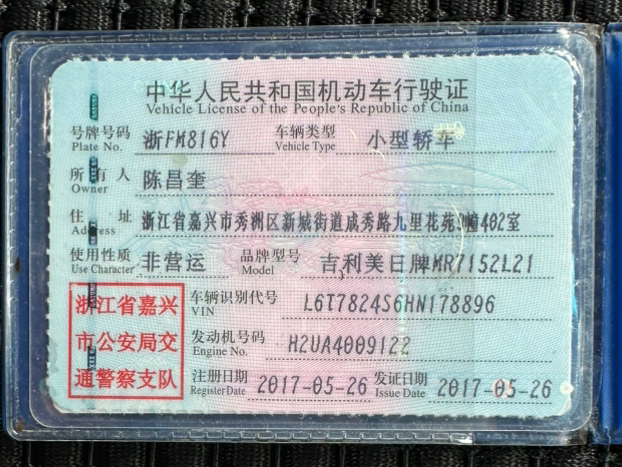 中华人民共和国机动车行驶证
Vehicle License of the People's Republic of China
号牌号码 浙FM816Y 车辆类型 小型轿车
Plate No. Vehicle Type
所有人 陈昌奎
Owner
住址 浙江省嘉兴市秀洲区新城街道成秀路九里花苑9幢402室
Address
使用性质 非营运 品牌型号 吉利美日牌MR7152L21
Use Character Model
浙江省嘉兴 车辆识别代号 L6T7824S6HN178896
VIN
市公安局交 发动机号码 H2UA4009122
Engine No.
通警察支队 注册日期 2017-05-26 发证日期 2017-05-26
Register Date Issue Date